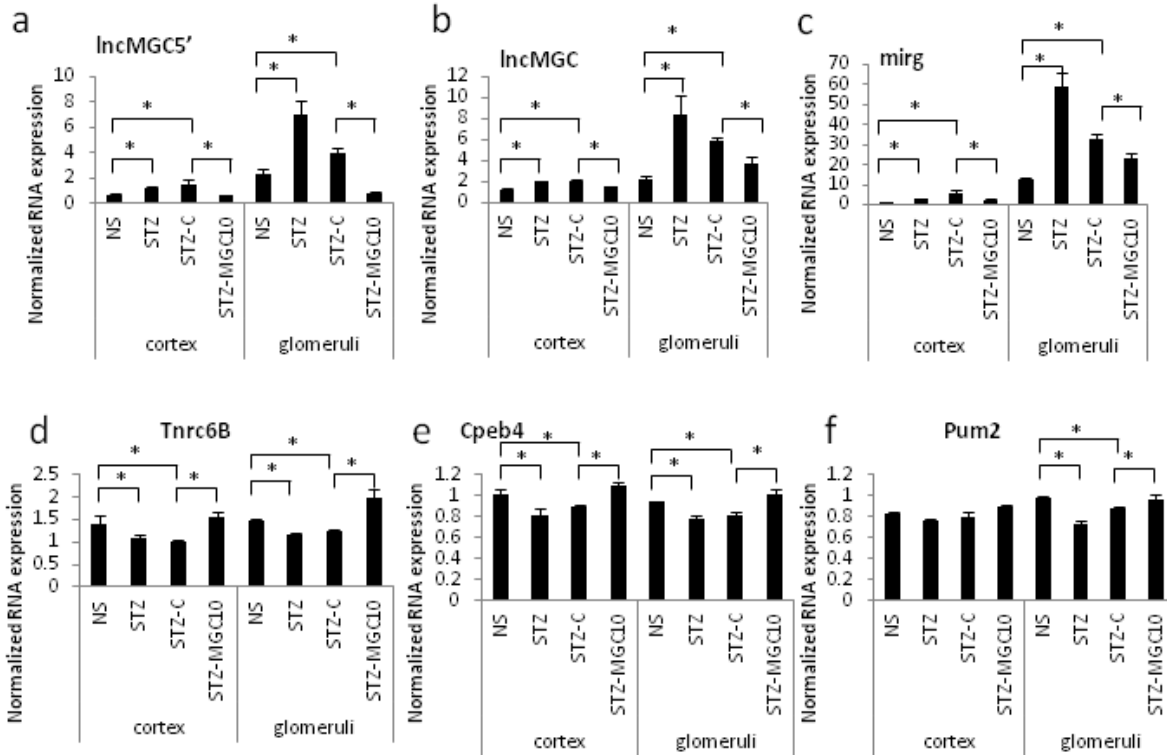 a
lncMGC5′
Normalized RNA expression
10
8
6
4
2
0
* * * * * *
NS STZ STZ-C STZ-MGC10 NS STZ STZ-C STZ-MGC10
cortex glomeruli
b
lncMGC
Normalized RNA expression
12
10
8
6
4
2
0
* * * * * *
NS STZ STZ-C STZ-MGC10 NS STZ STZ-C STZ-MGC10
cortex glomeruli
c
mirg
Normalized RNA expression
70
60
50
40
30
20
10
0
* * * * * *
NS STZ STZ-C STZ-MGC10 NS STZ STZ-C STZ-MGC10
cortex glomeruli
d
Tnrc6B
Normalized RNA expression
2.5
2
1.5
1
0.5
0
* * * * * *
NS STZ STZ-C STZ-MGC10 NS STZ STZ-C STZ-MGC10
cortex glomeruli
e
Cpeb4
Normalized RNA expression
1.2
1
0.8
0.6
0.4
0.2
0
* * * * * *
NS STZ STZ-C STZ-MGC10 NS STZ STZ-C STZ-MGC10
cortex glomeruli
f
Pum2
Normalized RNA expression
1.2
1
0.8
0.6
0.4
0.2
0
* * *
NS STZ STZ-C STZ-MGC10 NS STZ STZ-C STZ-MGC10
cortex glomeruli